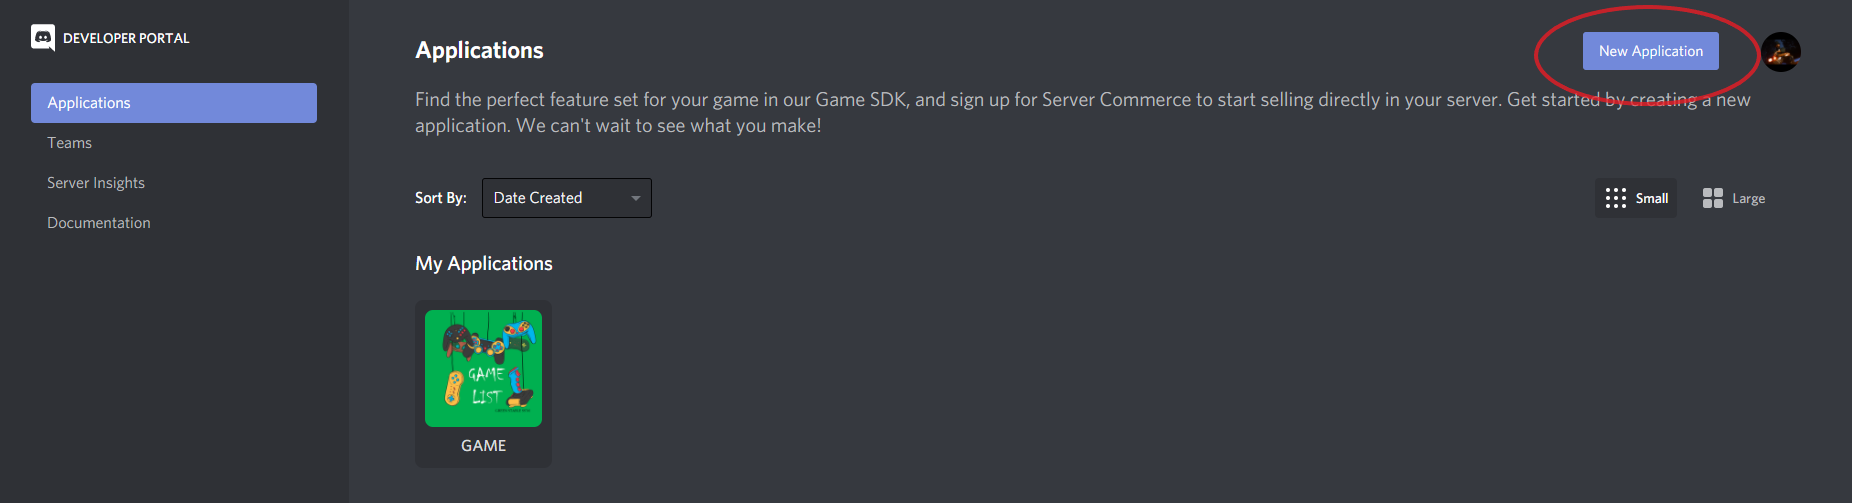 DEVELOPER PORTAL
Applications
Teams
Server Insights
Documentation
Applications
New Application
Find the perfect feature set for your game in our Game SDK, and sign up for Server Commerce to start selling directly in your server. Get started by creating a new
application. We can't wait to see what you make!
Sort By: Date Created
Small Large
My Applications
GAME
LIST
GAME